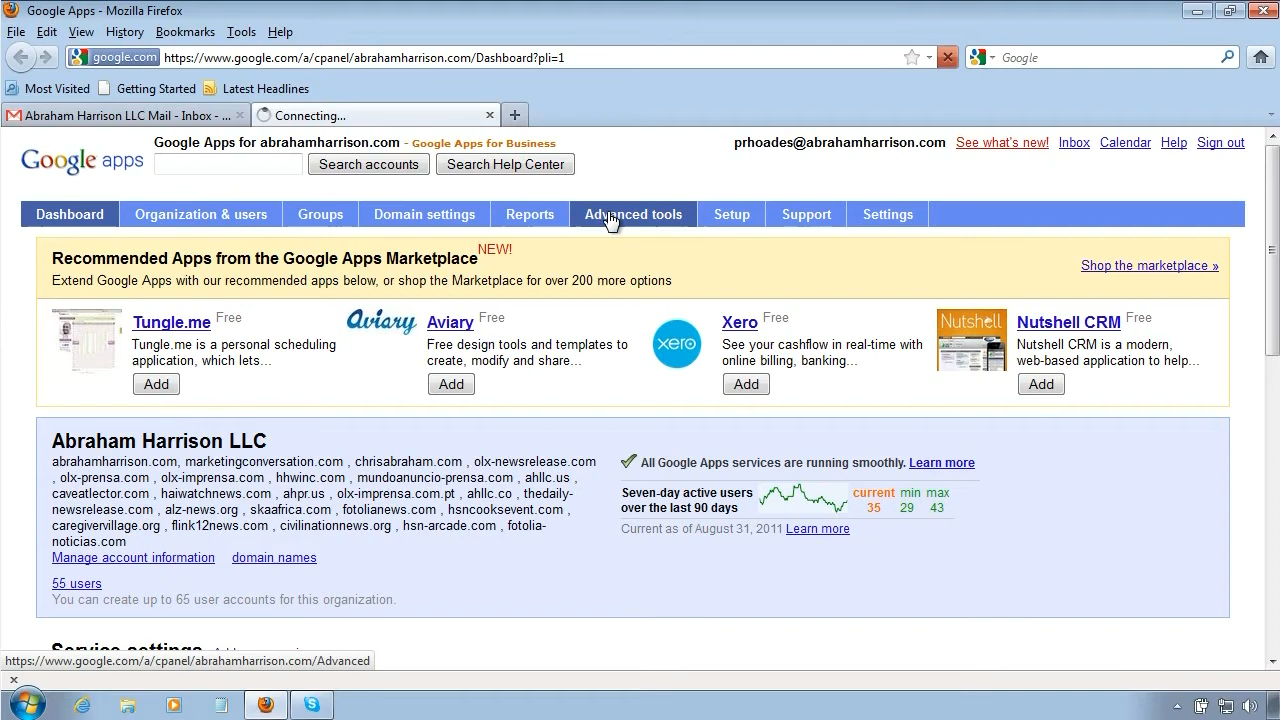 Google Apps - Mozilla Firefox
File Edit View History Bookmarks Tools Help
google.com https://www.google.com/a/cpanel/abrahamharrison.com/Dashboard?pli=1 Google
Most Visited Getting Started Latest Headlines
Abraham Harrison LLC Mail - Inbox - ... Connecting...
Google apps
Google Apps for abrahamharrison.com - Google Apps for Business
prhoades@abrahamharrison.com See what's new! Inbox Calendar Help Sign out
Search accounts Search Help Center
Dashboard Organization & users Groups Domain settings Reports Advanced tools Setup Support Settings
Recommended Apps from the Google Apps Marketplace NEW!
Extend Google Apps with our recommended apps below, or shop the Marketplace for over 200 more options
Shop the marketplace »
Tungle.me Free
Tungle.me is a personal scheduling
application, which lets...
Add
Aviary
Aviary Free
Free design tools and templates to
create, modify and share...
Add
xero
Xero Free
See your cashflow in real-time with
online billing, banking...
Add
Nutshell
Nutshell CRM Free
Nutshell CRM is a modern,
web-based application to help...
Add
Abraham Harrison LLC
abrahamharrison.com, marketingconversation.com , chrisabraham.com , olx-newsrelease.com
, olx-prensa.com , olx-imprensa.com , hhwinc.com , mundoanuncio-prensa.com , ahllc.us ,
caveatlector.com , haiwatchnews.com , ahpr.us , olx-imprensa.com.pt , ahllc.co , thedaily-
newsrelease.com , alz-news.org , skaafrica.com , fotolianews.com , hsncooksevent.com ,
caregivervillage.org , flink12news.com , civilinationnews.org , hsn-arcade.com , fotolia-
noticias.com
Manage account information domain names
55 users
You can create up to 65 user accounts for this organization.
All Google Apps services are running smoothly. Learn more
Seven-day active users
over the last 90 days
current min max
35 29 43
Current as of August 31, 2011 Learn more
Service settings
https://www.google.com/a/cpanel/abrahamharrison.com/Advanced